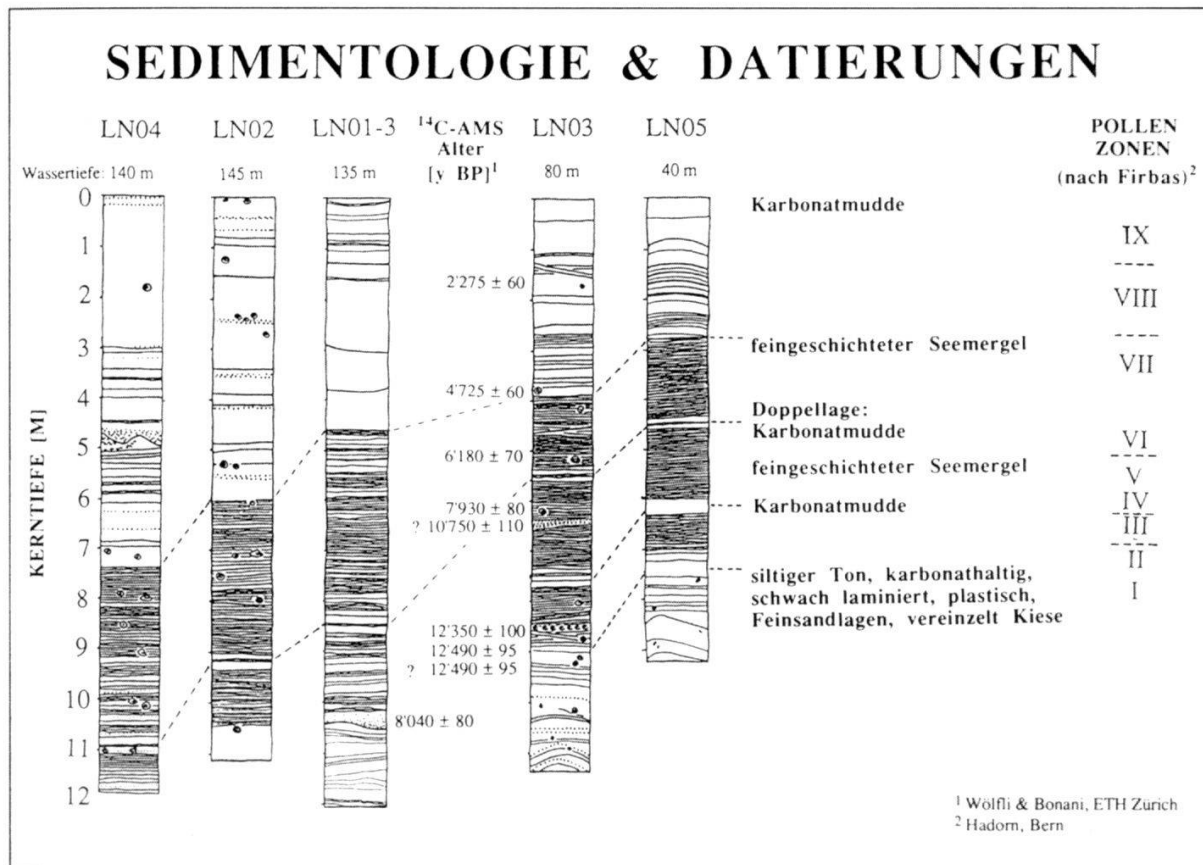 SEDIMENTOLOGIE & DATIERUNGEN
LN04 LN02 LN01-3 ¹⁴C-AMS Alter [y BP]¹ LN03 LN05
POLLEN
ZONEN
(nach Firbas)²
Wassertiefe: 140 m 145 m 135 m 80 m 40 m
KERNTIEFE [M]
0
1
2
3
4
5
6
7
8
9
10
11
12
2'275 ± 60
4'725 ± 60
6'180 ± 70
7'930 ± 80
? 10'750 ± 110
12'350 ± 100
12'490 ± 95
? 12'490 ± 95
8'040 ± 80
Karbonatmudde
feingeschichteter Seemergel
Doppellage:
Karbonatmudde
feingeschichteter Seemergel
Karbonatmudde
siltiger Ton, karbonathaltig,
schwach laminiert, plastisch,
Feinsandlagen, vereinzelt Kiese
IX
VIII
VII
VI
V
IV
III
II
I
¹ Wölfli & Bonani, ETH Zürich
² Hadorn, Bern